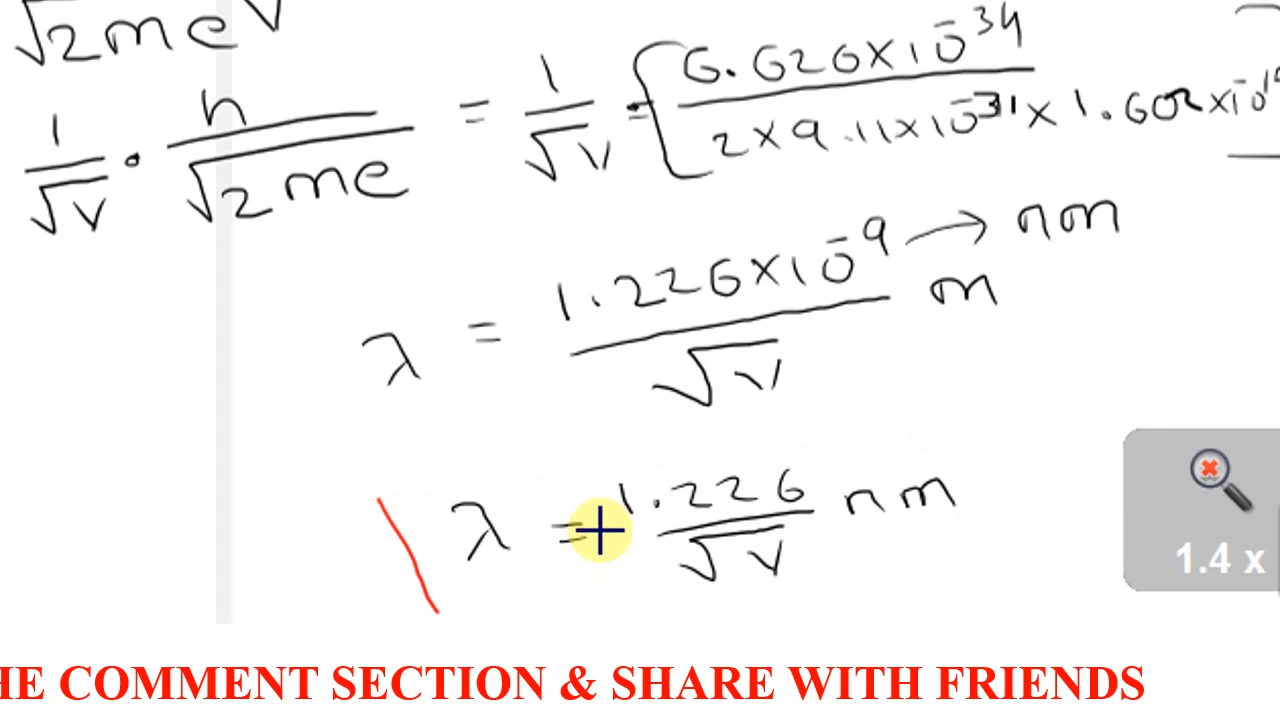 √2meV
1/√V · h/√2me = 1/√V · [6.626×10^-34 / 2×9.11×10^-31×1.602×10^-19
λ = 1.226×10^-9/√V m → nm
λ = 1.226/√V nm
1.4 x
HE COMMENT SECTION & SHARE WITH FRIENDS